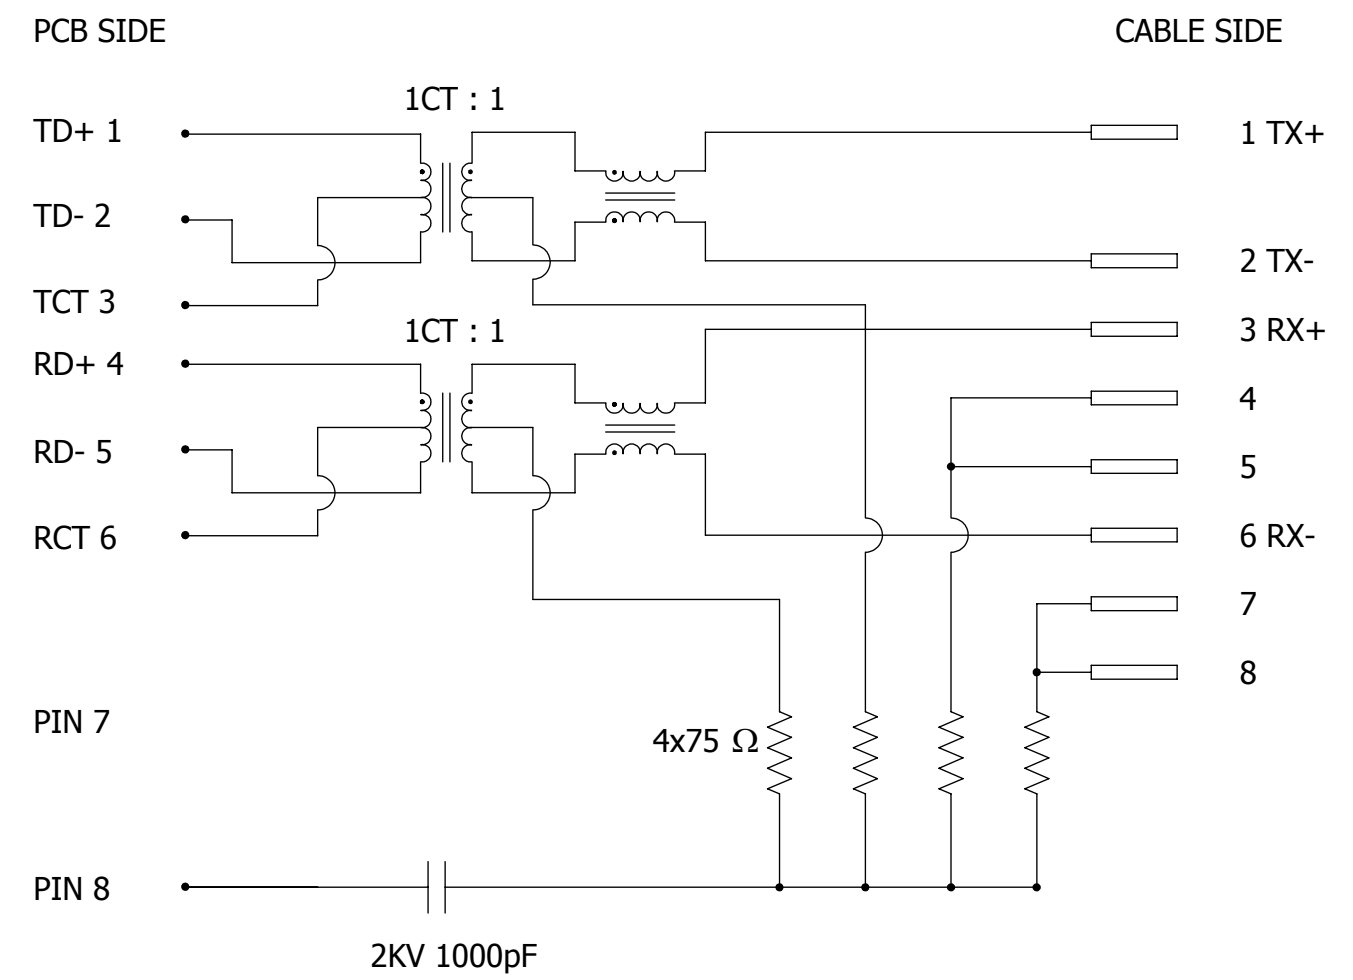 PCB SIDE
CABLE SIDE
1CT : 1
TD+ 1
1 TX+
TD- 2
2 TX-
TCT 3
1CT : 1
3 RX+
RD+ 4
4
RD- 5
5
RCT 6
6 RX-
7
8
PIN 7
4x75 Ω
PIN 8
2KV 1000pF